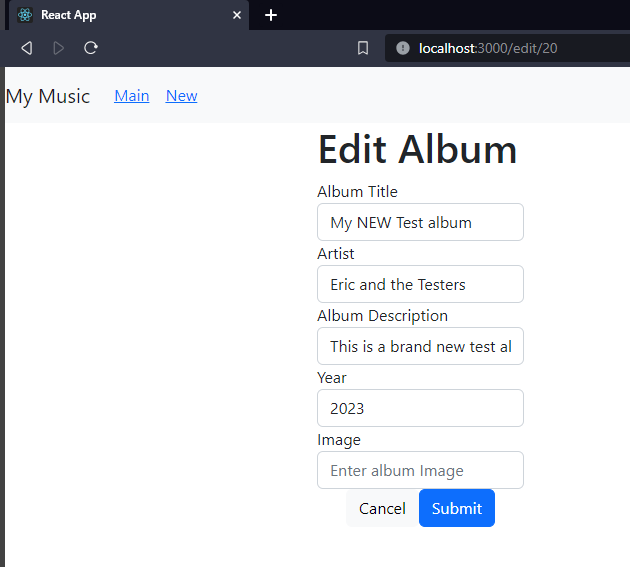 React App
localhost:3000/edit/20
My Music Main New
Edit Album
Album Title
My NEW Test album
Artist
Eric and the Testers
Album Description
This is a brand new test al
Year
2023
Image
Enter album Image
Cancel Submit